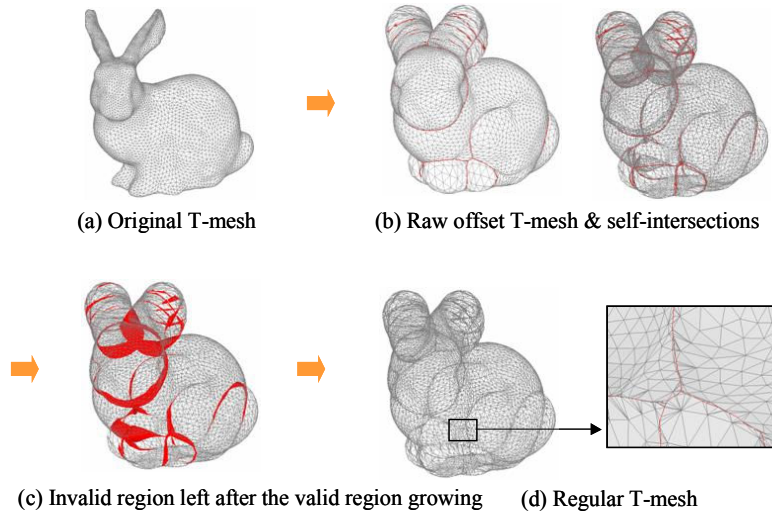 (a) Original T-mesh
(b) Raw offset T-mesh & self-intersections
(c) Invalid region left after the valid region growing
(d) Regular T-mesh